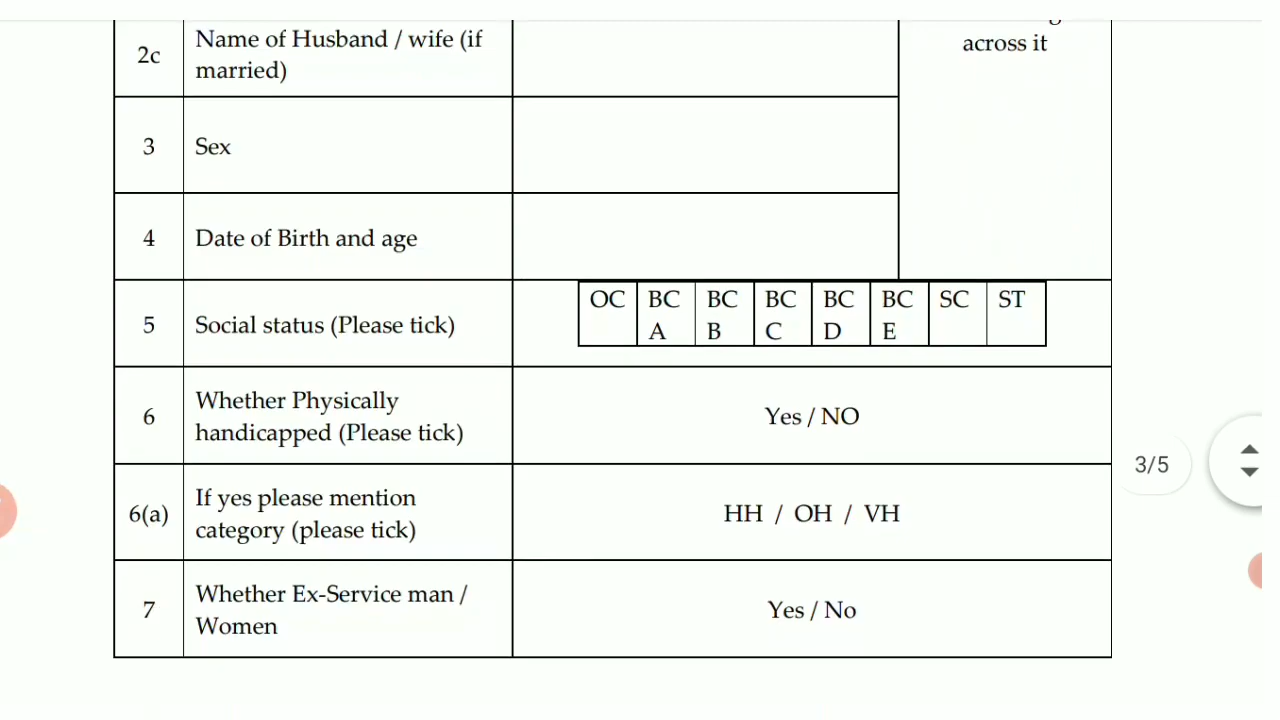 across it
2c
Name of Husband / wife (if
married)
3
Sex
4
Date of Birth and age
5
Social status (Please tick)
OC BC BC BC BC BC SC ST
A B C D E
6
Whether Physically
handicapped (Please tick)
Yes / NO
6(a)
If yes please mention
category (please tick)
HH / OH / VH
7
Whether Ex-Service man /
Women
Yes / No
3/5